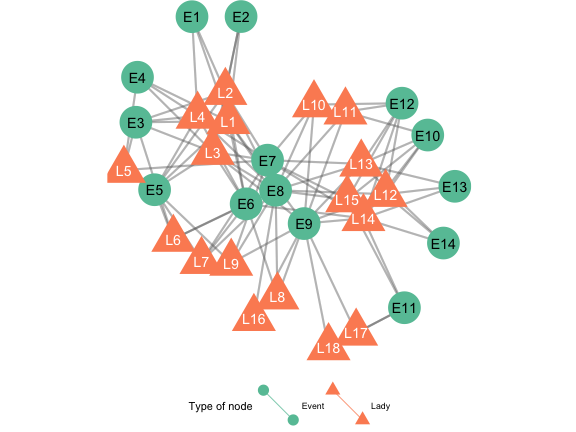 E1 E2
E4
L2
L10 L11 E12
L4 L1
E3
E10
L3
E7 L13
L5
E5 E8 L15 L12 E13
E6
L14
E9
L6 E14
L7 L9
L8
E11
L16
L17
L18
Type of node Event Lady